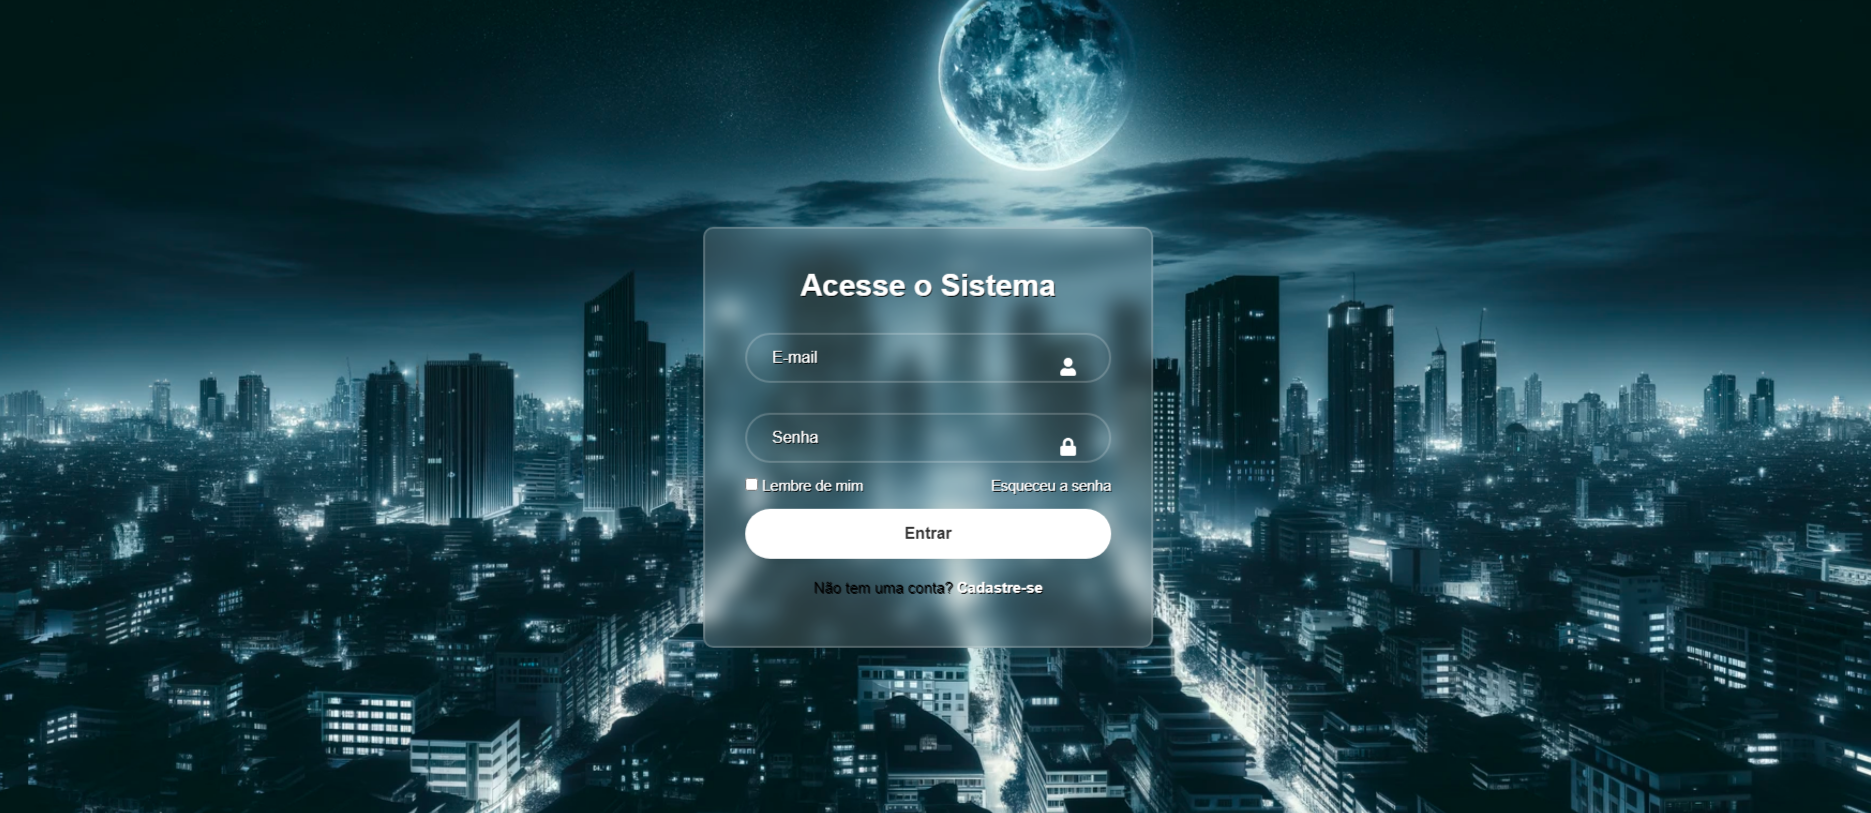 Acesse o Sistema
E-mail
Senha
Lembre de mim Esqueceu a senha
Entrar
Não tem uma conta? Cadastre-se